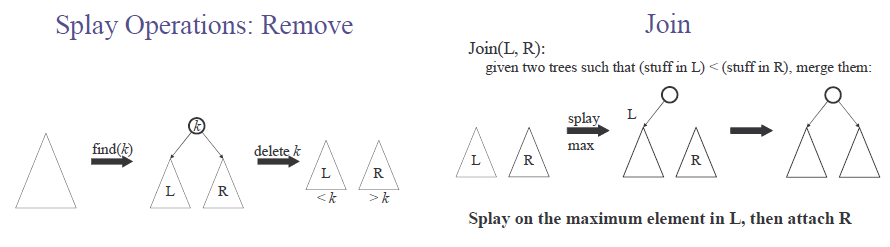 Splay Operations: Remove
find(k)
k
L
R
delete k
L
R
< k
> k
Join
Join(L, R):
given two trees such that (stuff in L) < (stuff in R), merge them:
L
R
splay
max
L
R
Splay on the maximum element in L, then attach R